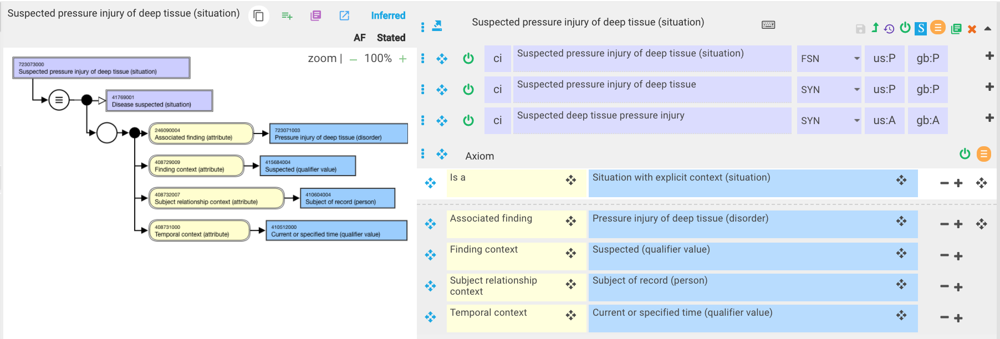 Suspected pressure injury of deep tissue (situation)
Inferred
AF Stated
zoom | − 100% +
723073000
Suspected pressure injury of deep tissue (situation)
41769001
Disease suspected (situation)
246090004
Associated finding (attribute)
723071003
Pressure injury of deep tissue (disorder)
408729009
Finding context (attribute)
415684004
Suspected (qualifier value)
408732007
Subject relationship context (attribute)
410604004
Subject of record (person)
408731000
Temporal context (attribute)
410512000
Current or specified time (qualifier value)
Suspected pressure injury of deep tissue (situation)
S
ci Suspected pressure injury of deep tissue (situation) FSN us:P gb:P
ci Suspected pressure injury of deep tissue SYN us:P gb:P
ci Suspected deep tissue pressure injury SYN us:A gb:A
Axiom
Is a Situation with explicit context (situation)
Associated finding Pressure injury of deep tissue (disorder)
Finding context Suspected (qualifier value)
Subject relationship Subject of record (person)
context
Temporal context Current or specified time (qualifier value)